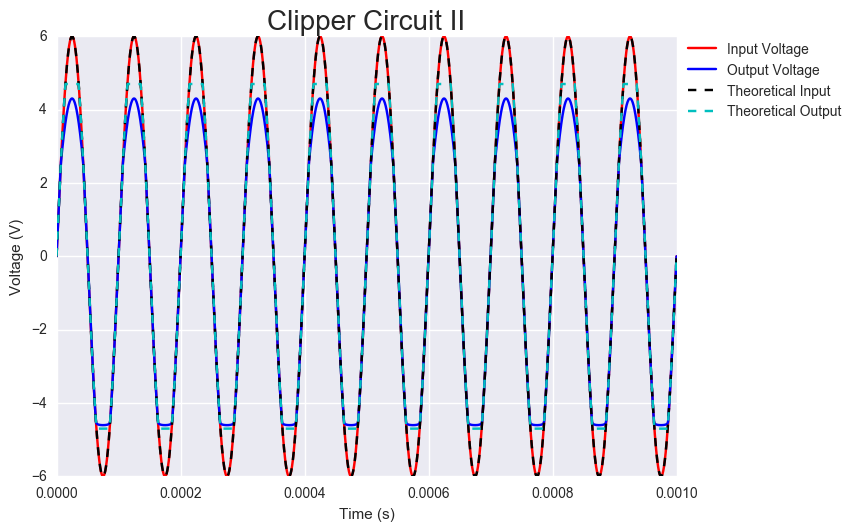 Clipper Circuit II
Input Voltage
Output Voltage
Theoretical Input
Theoretical Output
Voltage (V)
6
4
2
0
−2
−4
−6
0.0000
0.0002
0.0004
0.0006
0.0008
0.0010
Time (s)